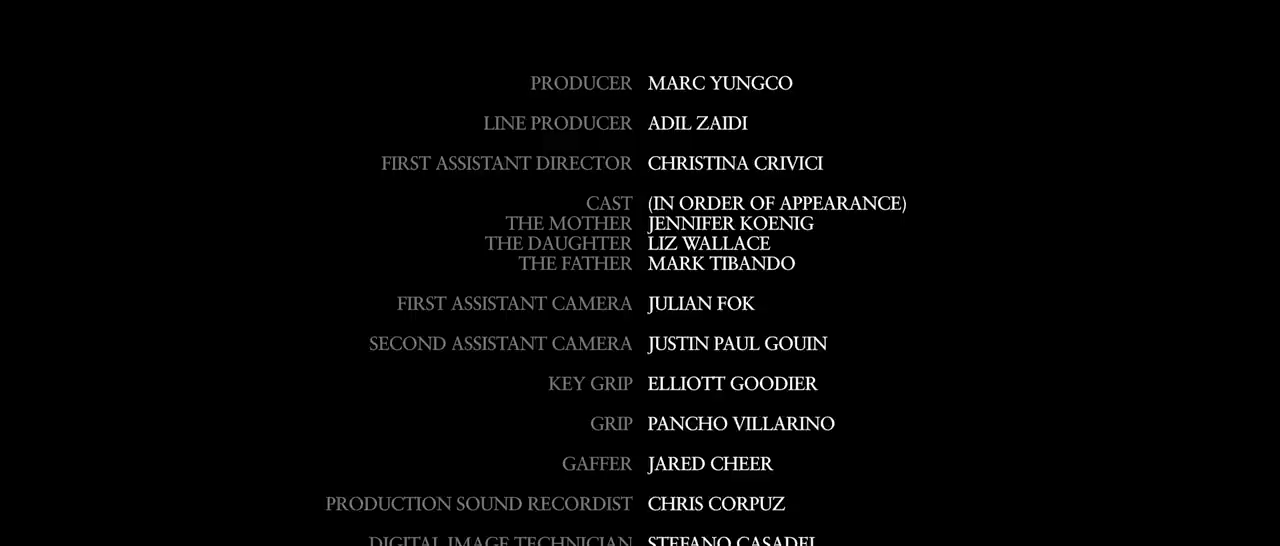 PRODUCER MARC YUNGCO
LINE PRODUCER ADIL ZAIDI
FIRST ASSISTANT DIRECTOR CHRISTINA CRIVICI
CAST (IN ORDER OF APPEARANCE)
THE MOTHER JENNIFER KOENIG
THE DAUGHTER LIZ WALLACE
THE FATHER MARK TIBANDO
FIRST ASSISTANT CAMERA JULIAN FOK
SECOND ASSISTANT CAMERA JUSTIN PAUL GOUIN
KEY GRIP ELLIOTT GOODIER
GRIP PANCHO VILLARINO
GAFFER JARED CHEER
PRODUCTION SOUND RECORDIST CHRIS CORPUZ
DIGITAL IMAGE TECHNICIAN STEFANO CASADEI